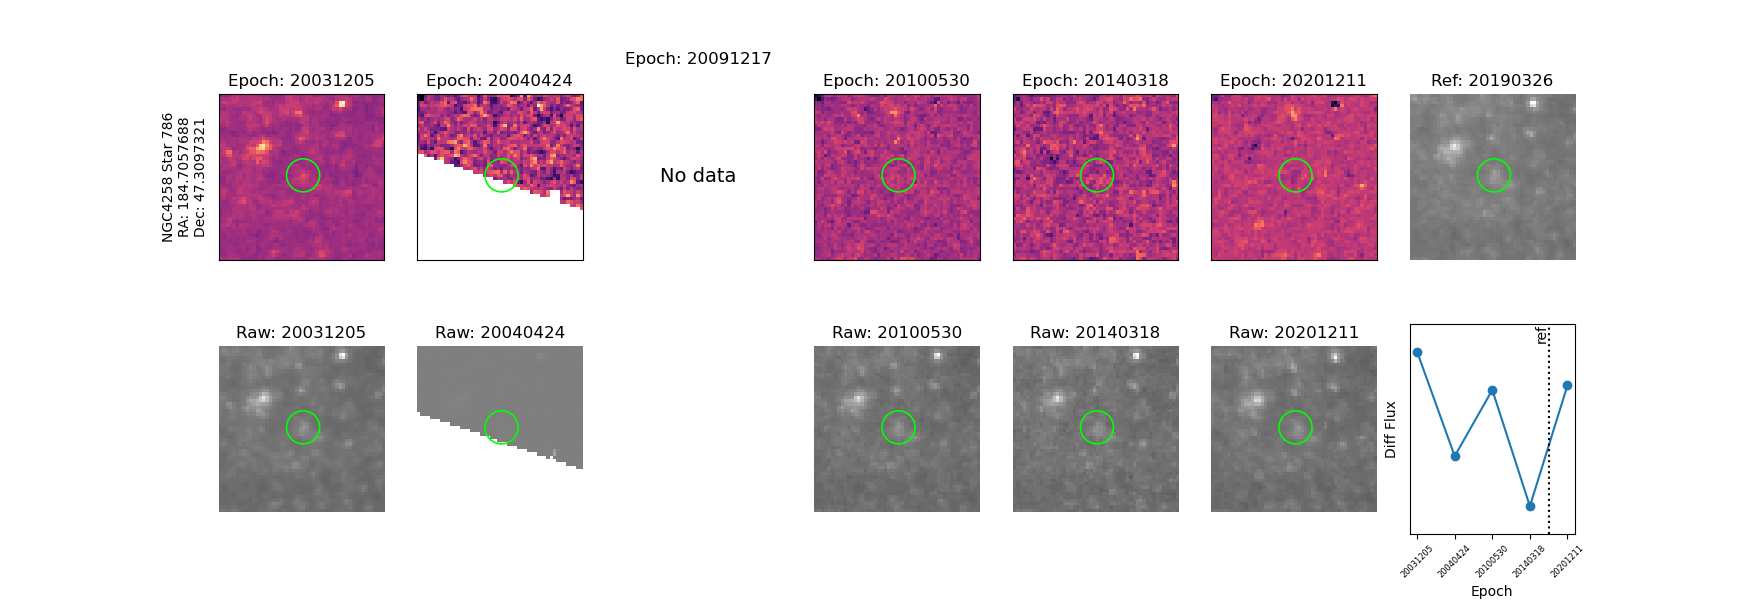 Epoch: 20031205
Epoch: 20040424
Epoch: 20091217
Epoch: 20100530
Epoch: 20140318
Epoch: 20201211
Ref: 20190326
NGC4258 Star 786
RA: 184.7057688
Dec: 47.3097321
No data
Raw: 20031205
Raw: 20040424
Raw: 20100530
Raw: 20140318
Raw: 20201211
ref
Diff Flux
20031205
20040424
20100530
20140318
20201211
Epoch